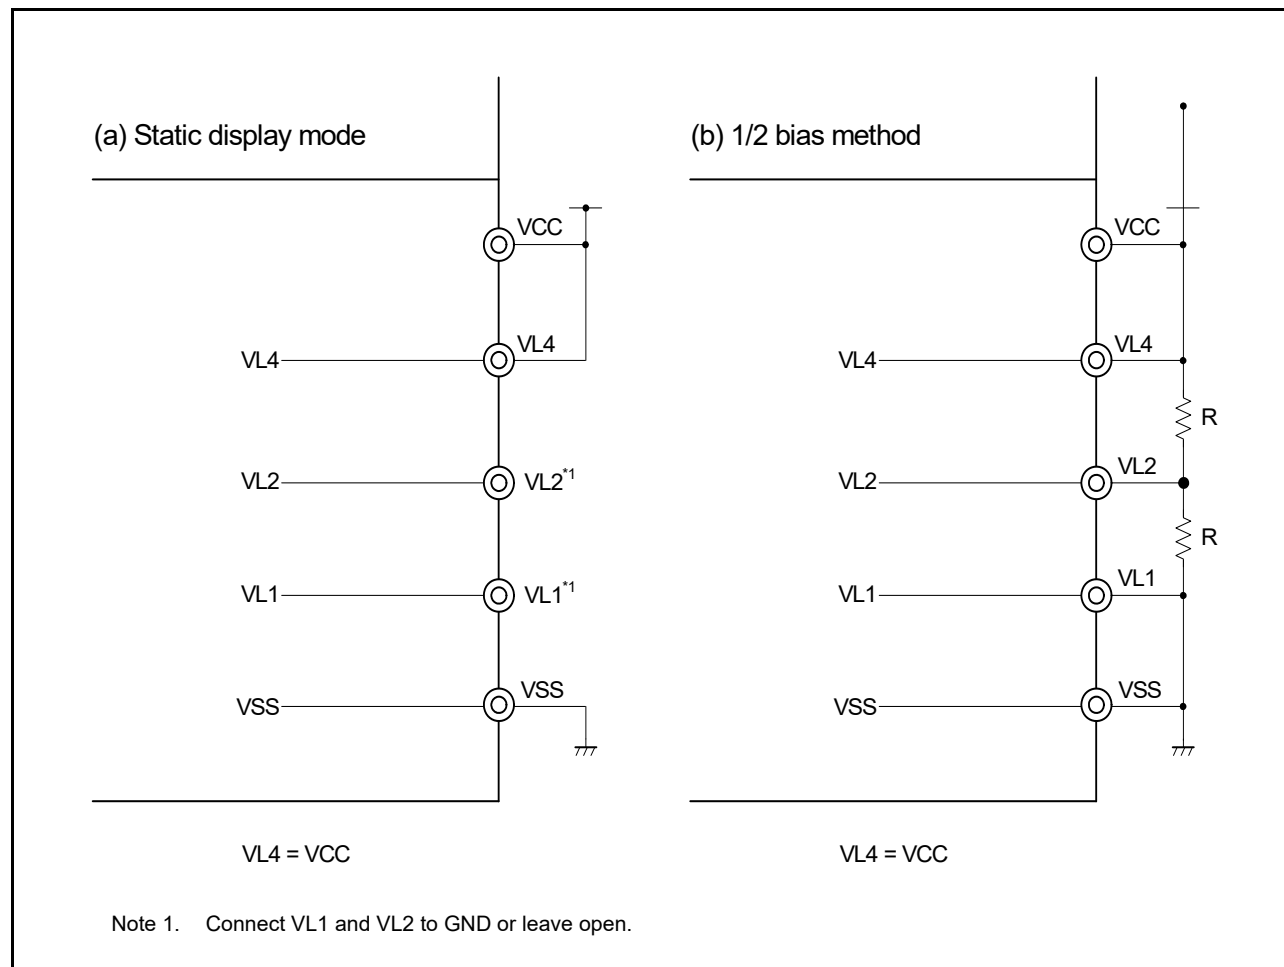 (a) Static display mode
VCC
VL4 VL4
VL2 VL2*1
VL1 VL1*1
VSS VSS
VL4 = VCC
(b) 1/2 bias method
VCC
VL4 VL4
R
VL2 VL2
R
VL1 VL1
VSS VSS
VL4 = VCC
Note 1. Connect VL1 and VL2 to GND or leave open.